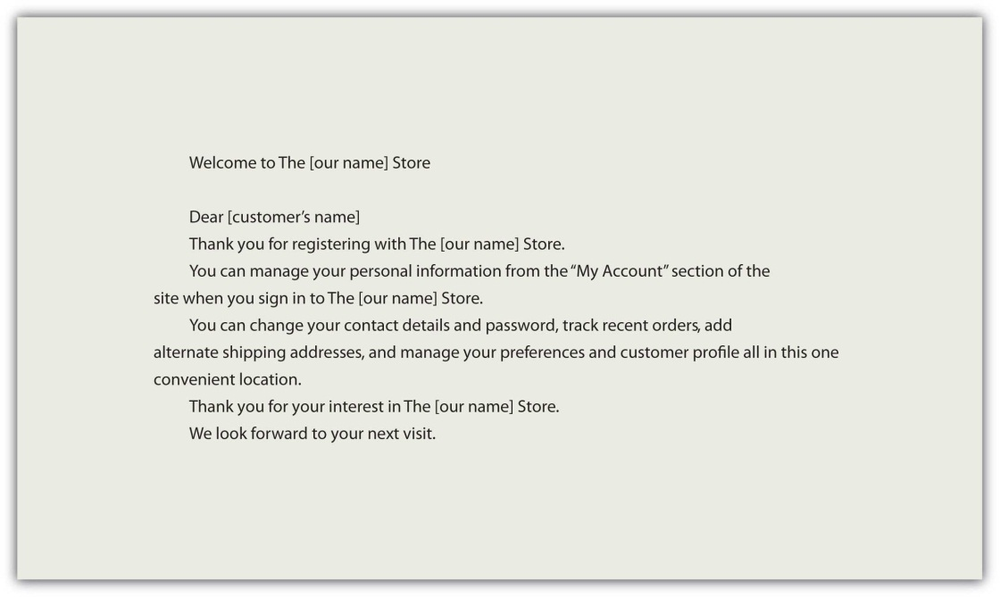 Welcome to The [our name] Store
Dear [customer’s name]
Thank you for registering with The [our name] Store.
You can manage your personal information from the “My Account” section of the
site when you sign in to The [our name] Store.
You can change your contact details and password, track recent orders, add
alternate shipping addresses, and manage your preferences and customer profile all in this one
convenient location.
Thank you for your interest in The [our name] Store.
We look forward to your next visit.